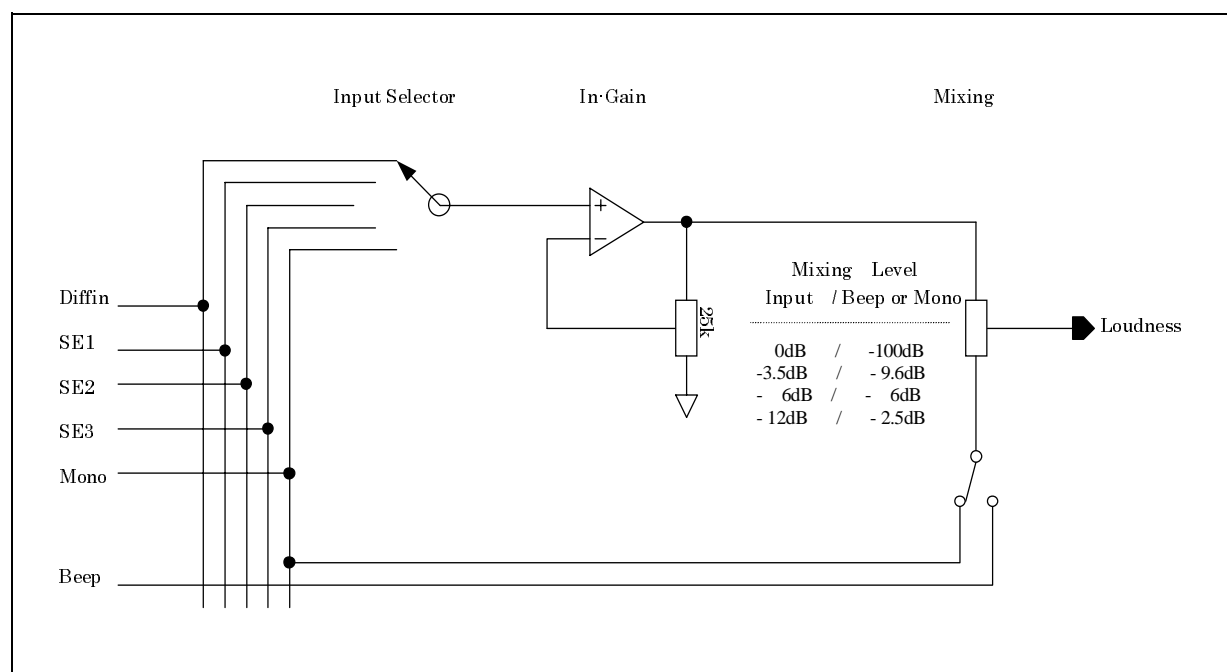 Input Selector In-Gain Mixing
Mixing Level
Input / Beep or Mono
0dB / -100dB
-3.5dB / - 9.6dB
- 6dB / - 6dB
- 12dB / - 2.5dB
25k
Loudness
Diffin
SE1
SE2
SE3
Mono
Beep
+
−